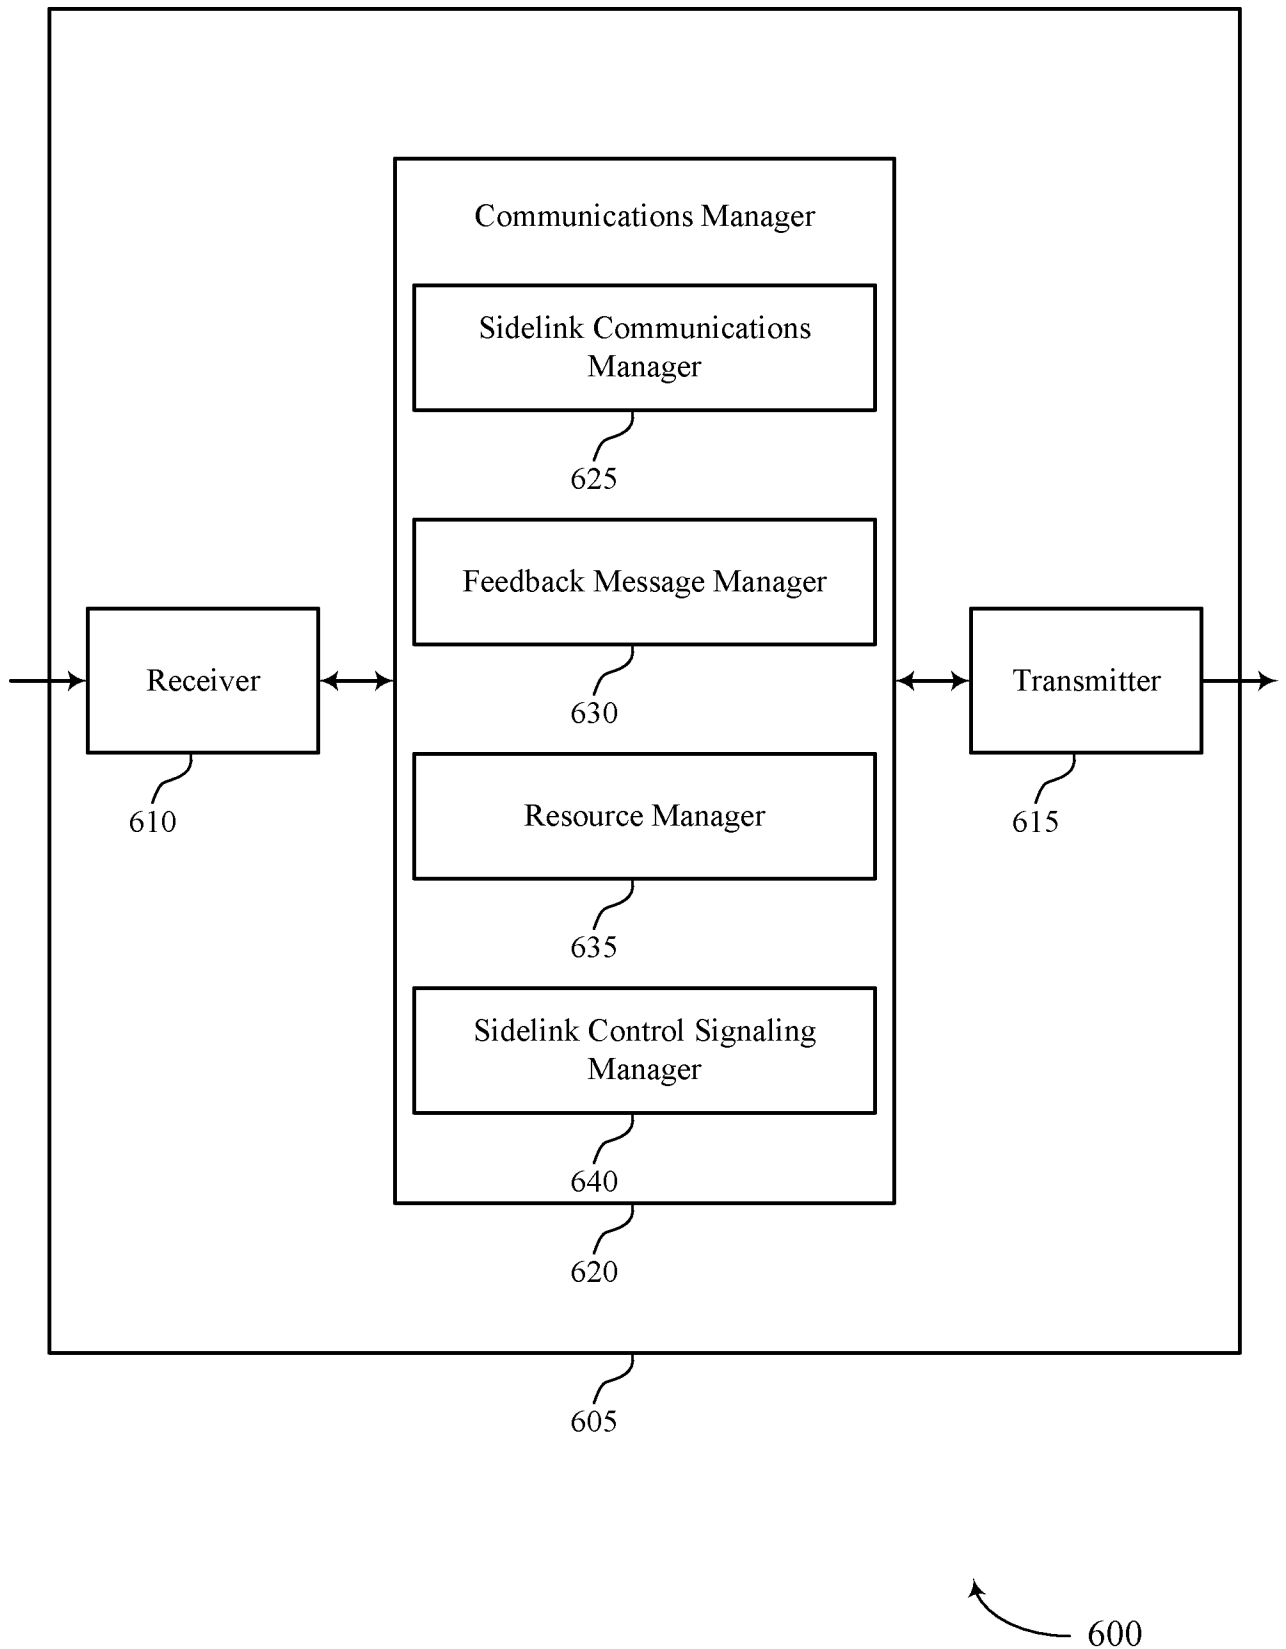 Communications Manager
Sidelink Communications
Manager
625
Feedback Message Manager
630
Receiver
610
Transmitter
615
Resource Manager
635
Sidelink Control Signaling
Manager
640
620
605
600